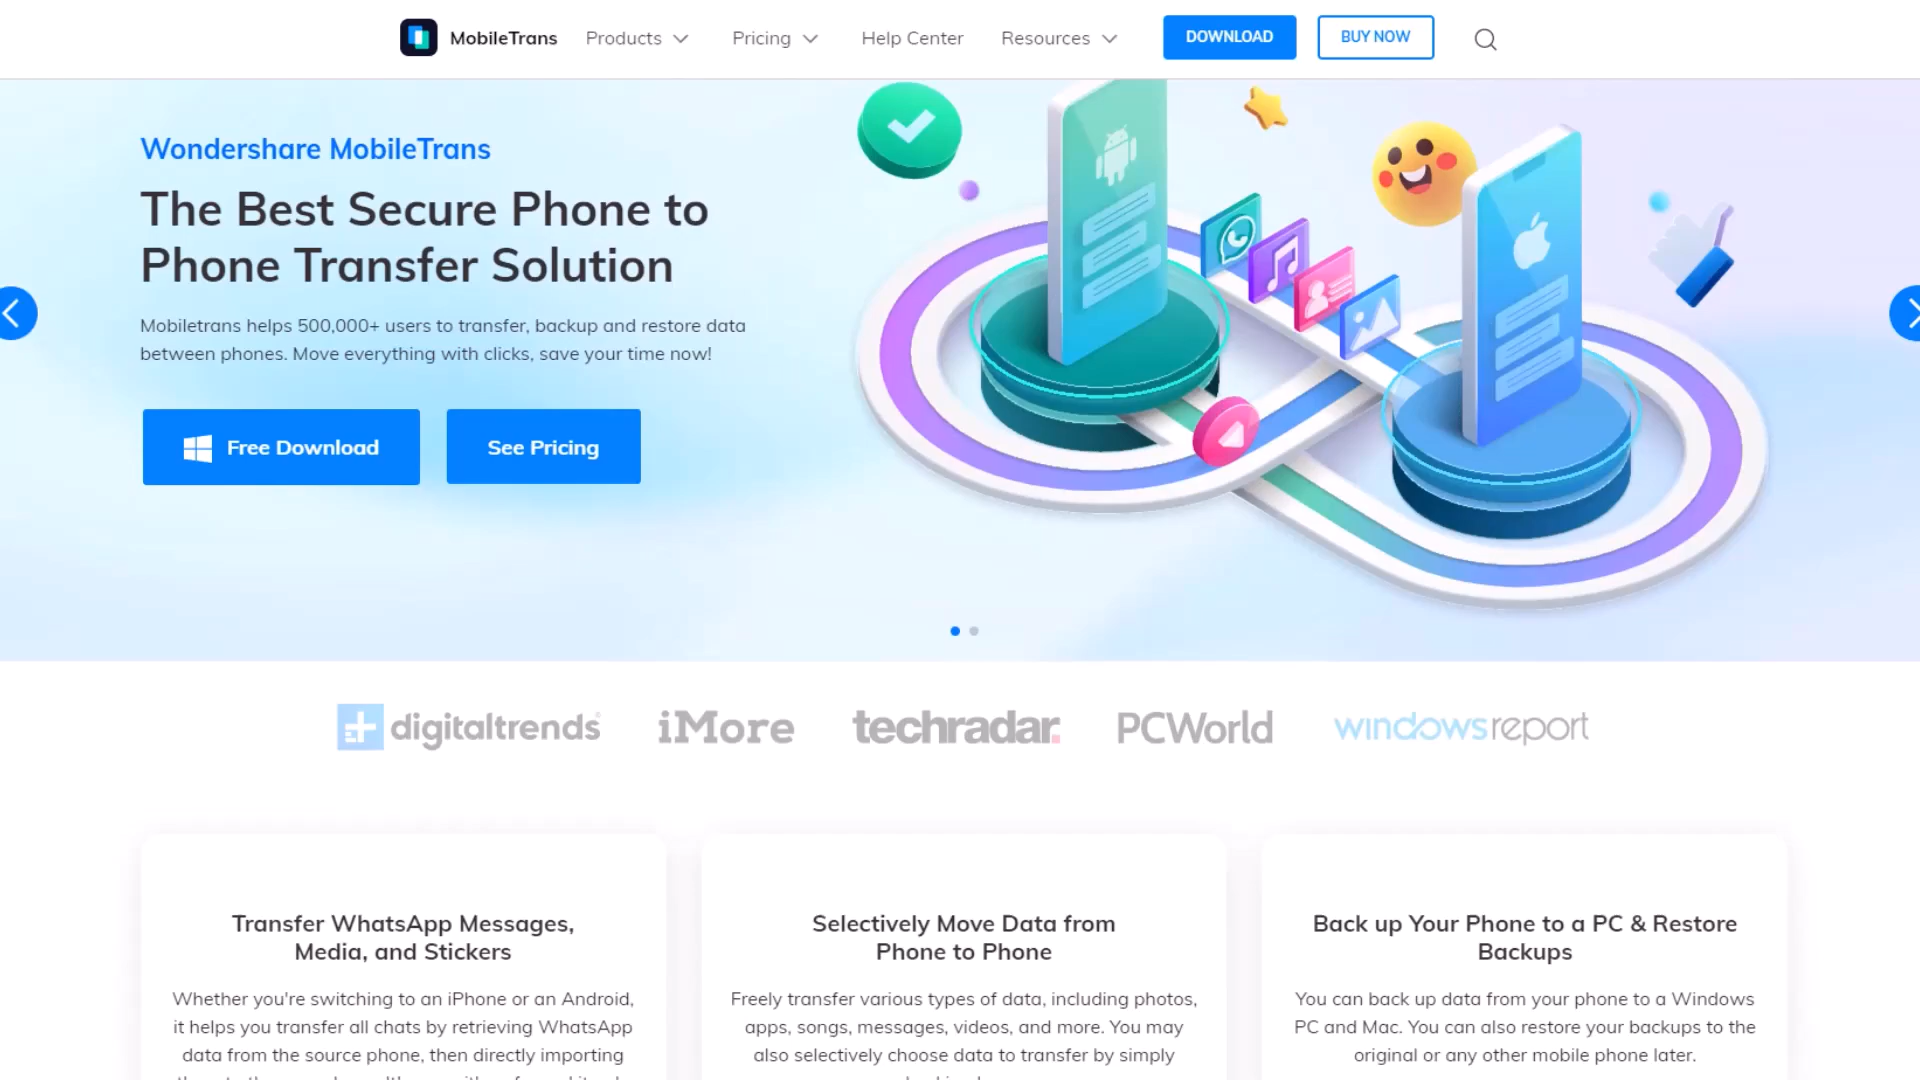 MobileTrans
Products
Pricing
Help Center
Resources
DOWNLOAD
BUY NOW
Wondershare MobileTrans
The Best Secure Phone to
Phone Transfer Solution
Mobiletrans helps 500,000+ users to transfer, backup and restore data
between phones. Move everything with clicks, save your time now!
Free Download
See Pricing
digitaltrends
iMore
techradar.
PCWorld
windowsreport
Transfer WhatsApp Messages,
Media, and Stickers
Whether you're switching to an iPhone or an Android,
it helps you transfer all chats by retrieving WhatsApp
data from the source phone, then directly importing
Selectively Move Data from
Phone to Phone
Freely transfer various types of data, including photos,
apps, songs, messages, videos, and more. You may
also selectively choose data to transfer by simply
Back up Your Phone to a PC & Restore
Backups
You can back up data from your phone to a Windows
PC and Mac. You can also restore your backups to the
original or any other mobile phone later.